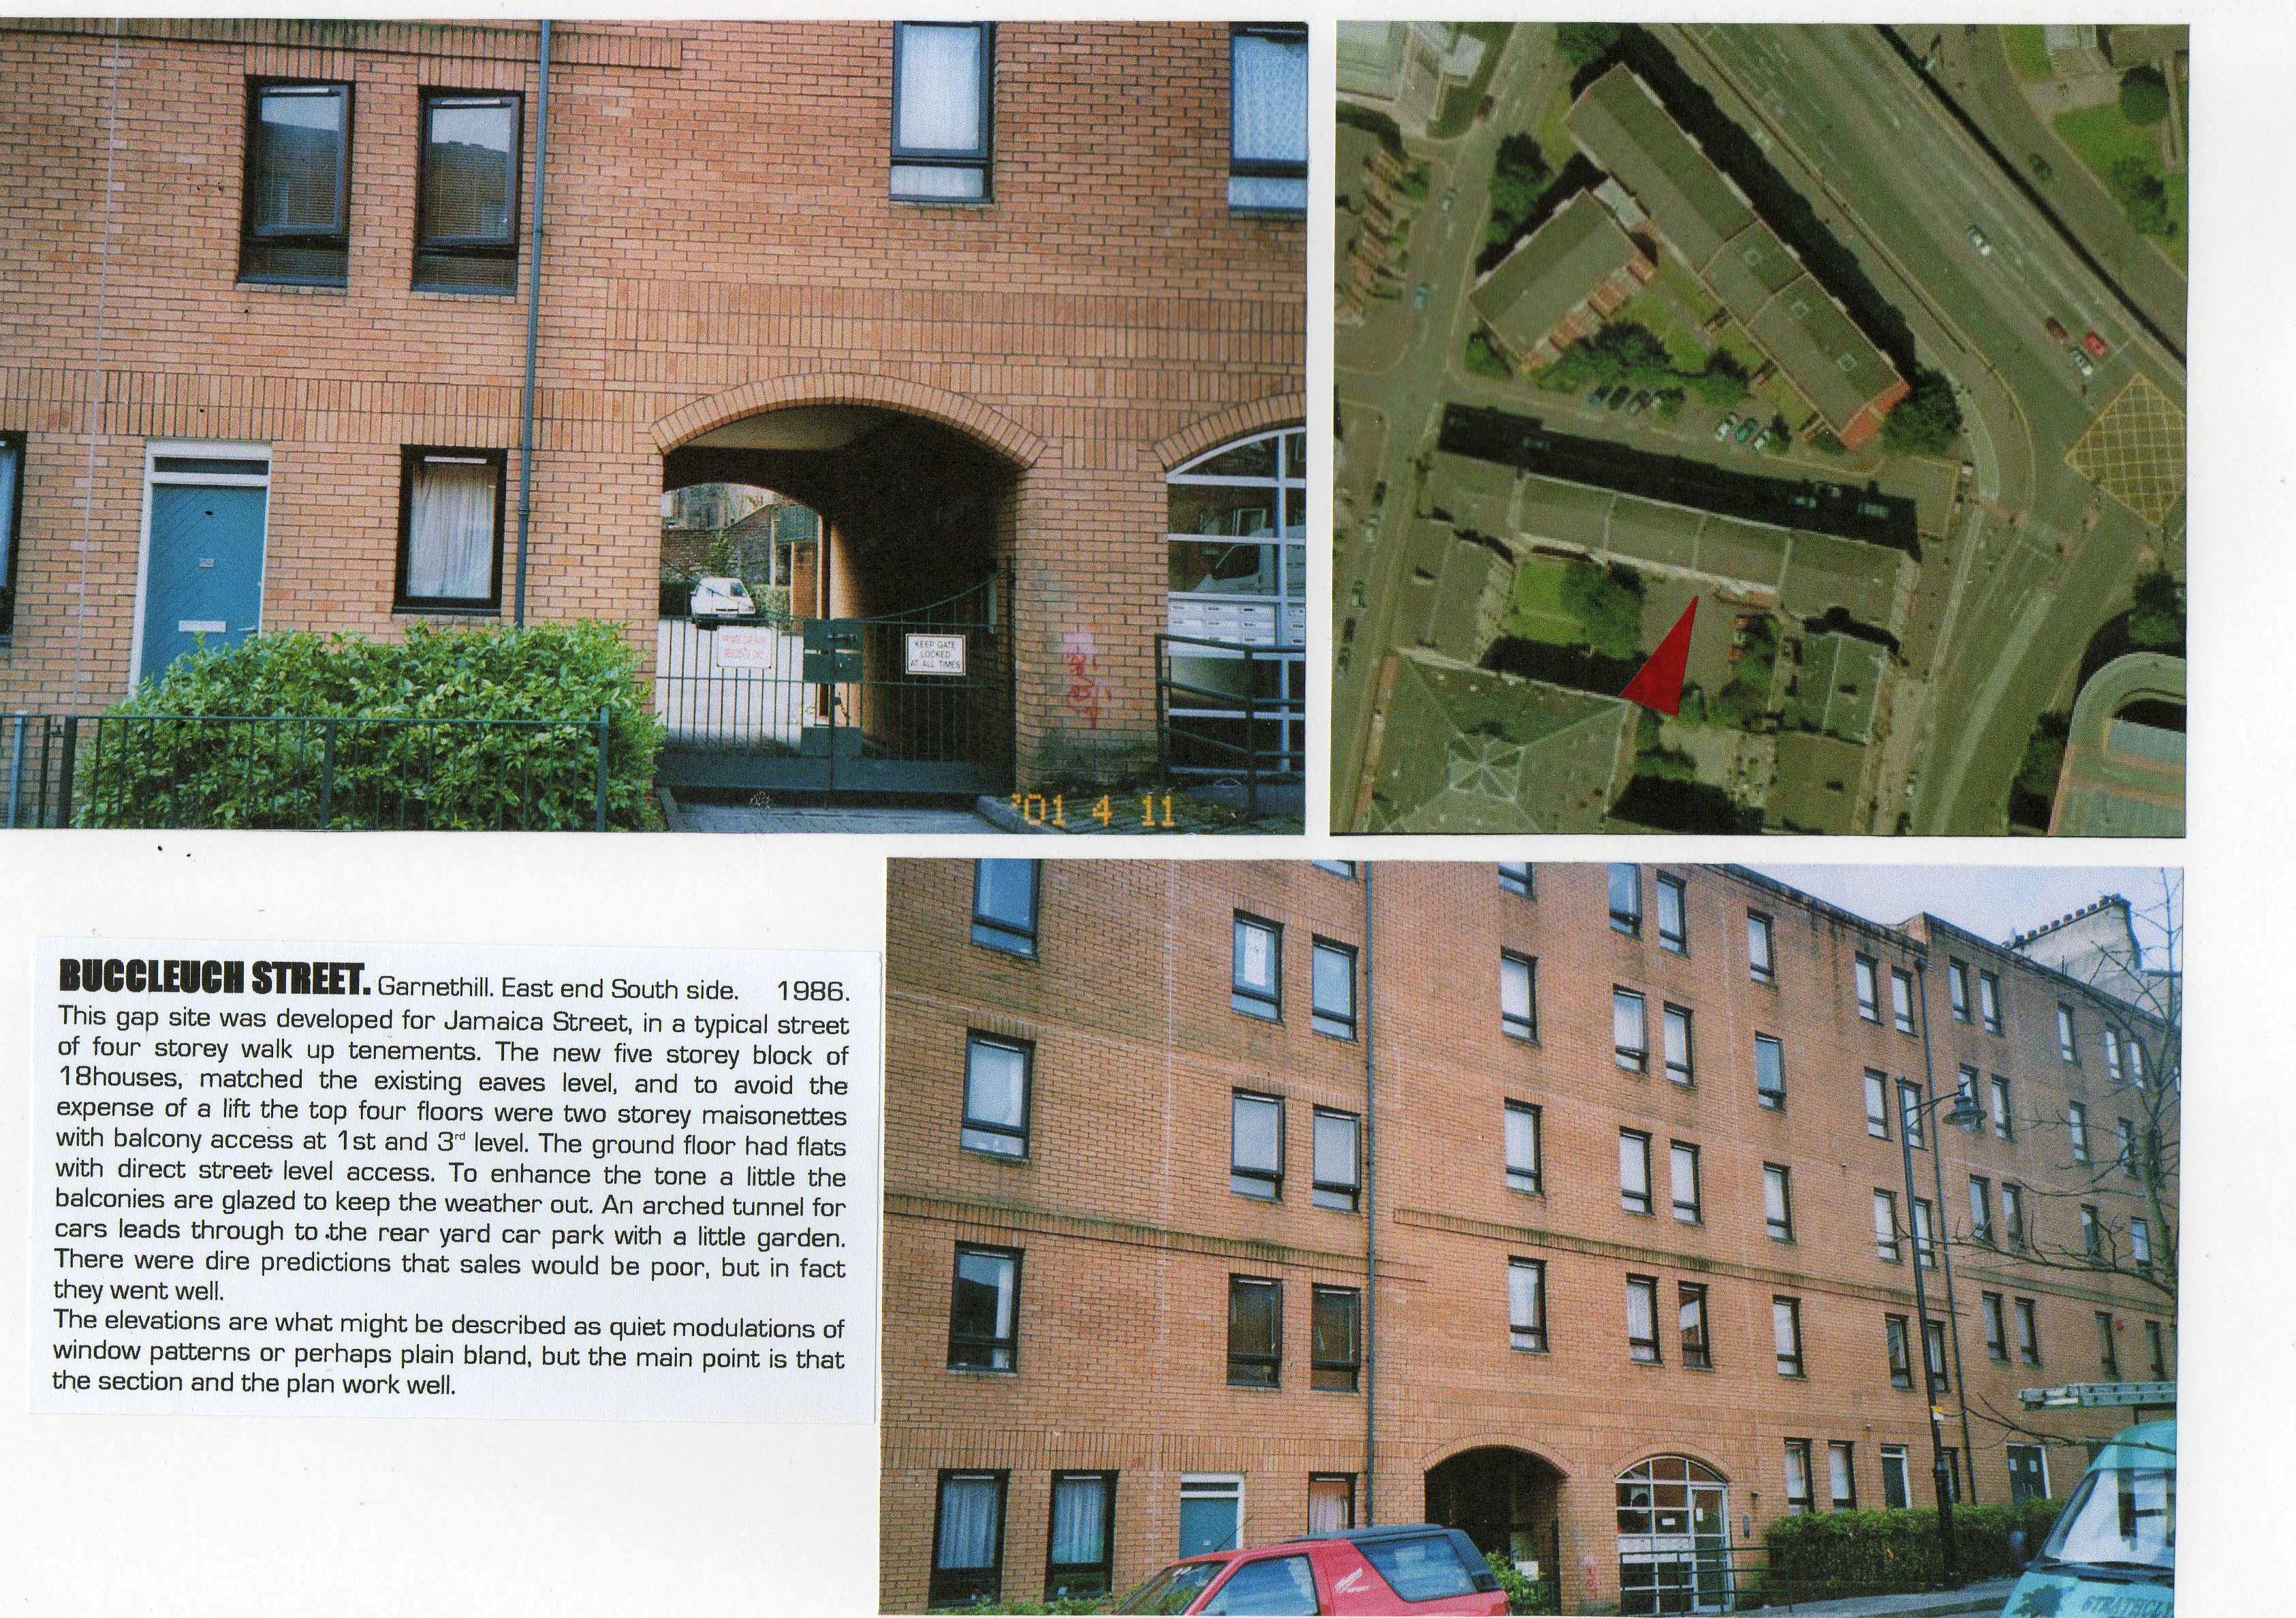 PRIVATE CAR PARK
RESIDENTS ONLY
KEEP GATE
LOCKED
AT ALL TIMES
'01 4 11
BUCCLEUCH STREET. Garnethill. East end South side. 1986.
This gap site was developed for Jamaica Street, in a typical street
of four storey walk up tenements. The new five storey block of
18houses, matched the existing eaves level, and to avoid the
expense of a lift the top four floors were two storey maisonettes
with balcony access at 1st and 3rd level. The ground floor had flats
with direct street level access. To enhance the tone a little the
balconies are glazed to keep the weather out. An arched tunnel for
cars leads through to the rear yard car park with a little garden.
There were dire predictions that sales would be poor, but in fact
they went well.
The elevations are what might be described as quiet modulations of
window patterns or perhaps plain bland, but the main point is that
the section and the plan work well.